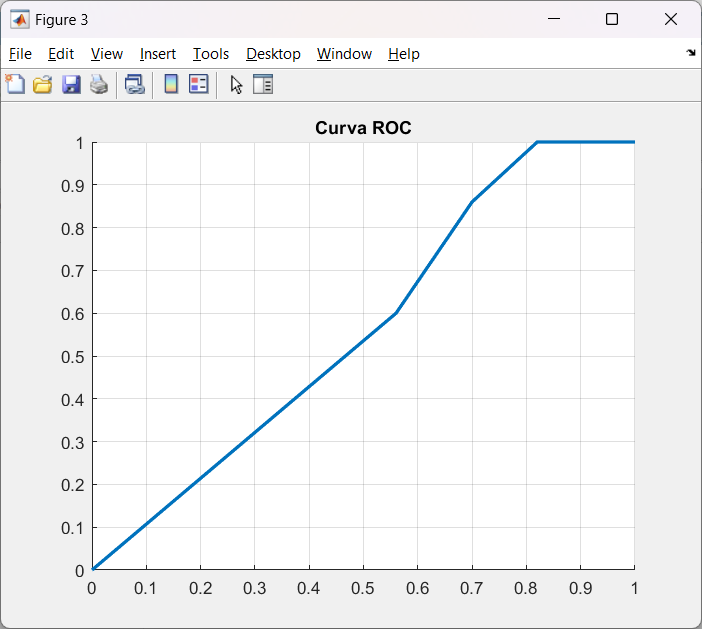 Figure 3
File Edit View Insert Tools Desktop Window Help
Curva ROC
1
0.9
0.8
0.7
0.6
0.5
0.4
0.3
0.2
0.1
0
0 0.1 0.2 0.3 0.4 0.5 0.6 0.7 0.8 0.9 1